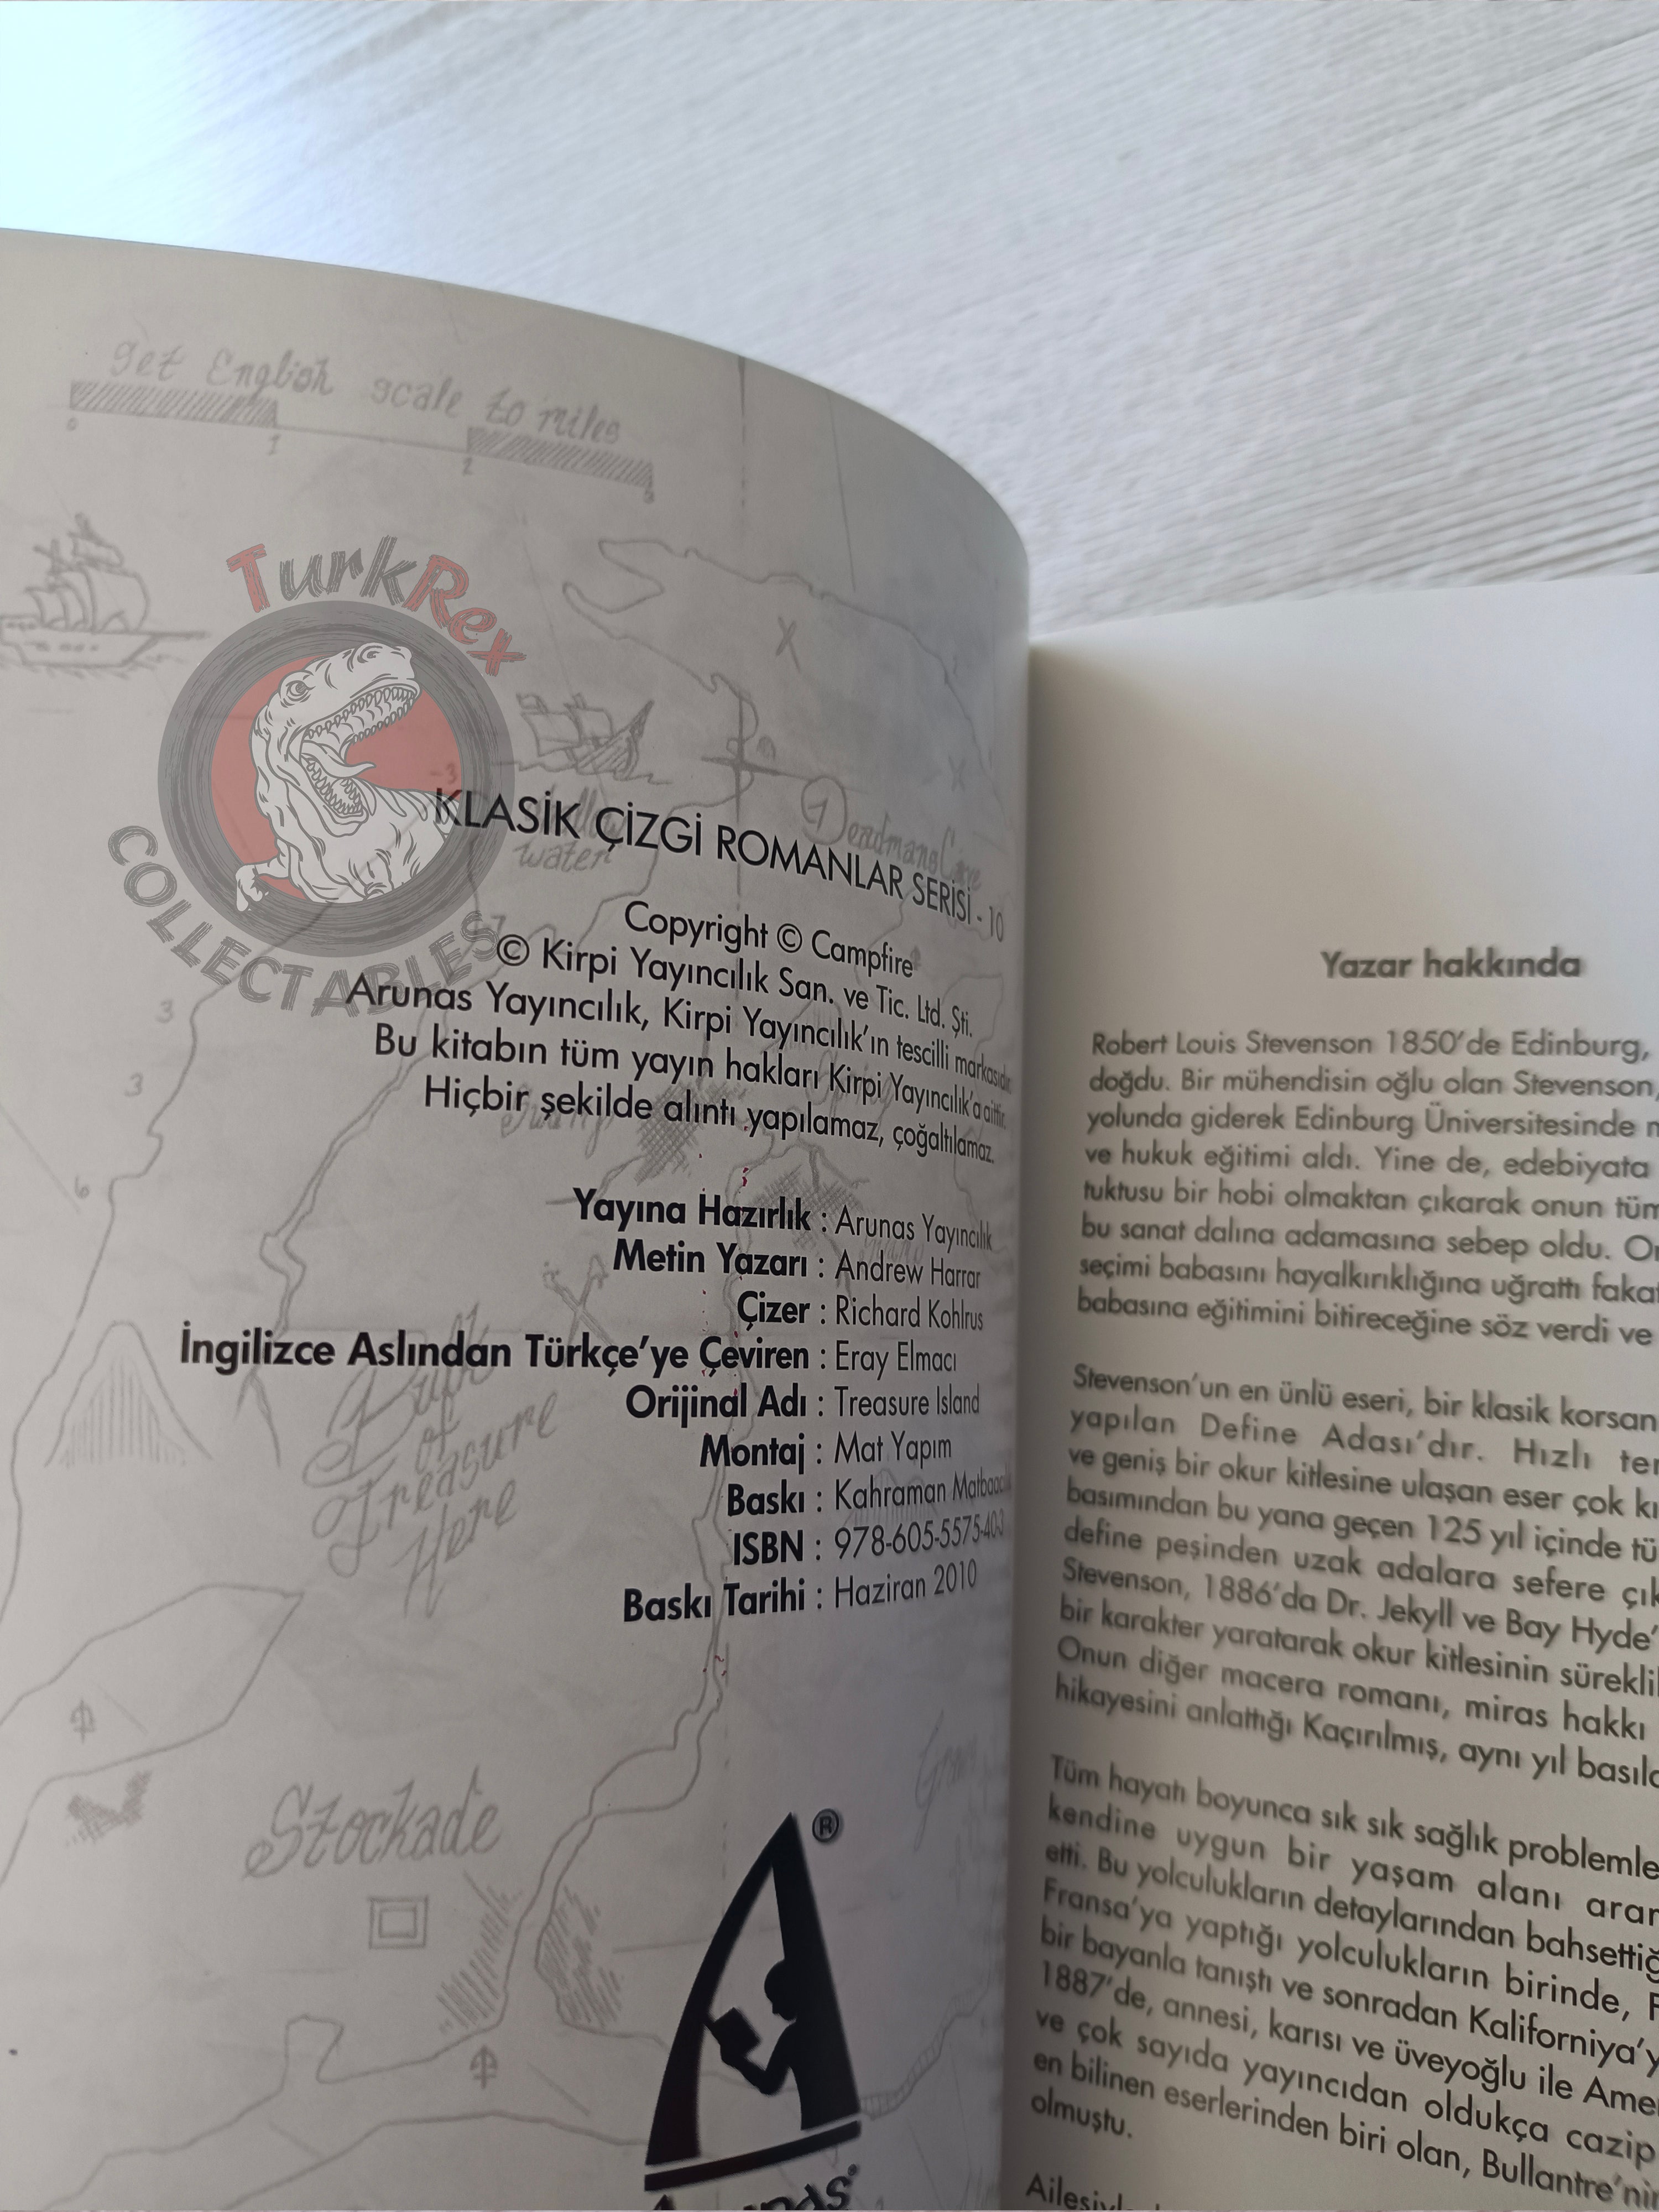 get English scale to miles
0 1 2 3
TurkRex
COLLECTABLES
water
Deadmans Cove
KLASİK ÇİZGİ ROMANLAR SERİSİ - 10
Copyright © Campfire
© Kirpi Yayıncılık San. ve Tic. Ltd. Şti.
Arunas Yayıncılık, Kirpi Yayıncılık'ın tescilli markasıdır.
Bu kitabın tüm yayın hakları Kirpi Yayıncılık'a aittir.
Hiçbir şekilde alıntı yapılamaz, çoğaltılamaz.
3
3
6
Yayına Hazırlık : Arunas Yayıncılık
Metin Yazarı : Andrew Harrar
Çizer : Richard Kohlrus
İngilizce Aslından Türkçe'ye Çeviren : Eray Elmacı
Orijinal Adı : Treasure Island
Montaj : Mat Yapım
Baskı : Kahraman Matbaacılık
ISBN : 978-605-5575-40-3
Baskı Tarihi : Haziran 2010
Bulk
of
Treasure
Here
Stockade
®
Yazar hakkında
Robert Louis Stevenson 1850'de Edinburg,
doğdu. Bir mühendisin oğlu olan Stevenson,
yolunda giderek Edinburg Üniversitesinde
ve hukuk eğitimi aldı. Yine de, edebiyata
tuktusu bir hobi olmaktan çıkarak onun tüm
bu sanat dalına adamasına sebep oldu.
seçimi babasını hayalkırıklığına uğrattı
babasına eğitimini bitireceğine söz verdi ve
Stevenson'un en ünlü eseri, bir klasik korsan
yapılan Define Adası'dır. Hızlı
ve geniş bir okur kitlesine ulaşan eser çok
basımından bu yana geçen 125 yıl içinde
define peşinden uzak adalara sefere
Stevenson, 1886'da Dr. Jekyll ve Bay Hyde'
bir karakter yaratarak okur kitlesinin
Onun diğer macera romanı, miras hakkı
hikayesini anlattığı Kaçırılmış, aynı yıl
Tüm hayatı boyunca sık sık sağlık
kendine uygun bir yaşam alanı
etti. Bu yolculukların detaylarından
Fransa'ya yaptığı yolculukların birinde,
bir bayanla tanıştı ve sonradan Kaliforniya'y
1887'de, annesi, karısı ve üveyoğlu ile
ve çok sayıda yayıncıdan oldukça cazip
en bilinen eserlerinden biri olan,
olmuştu.